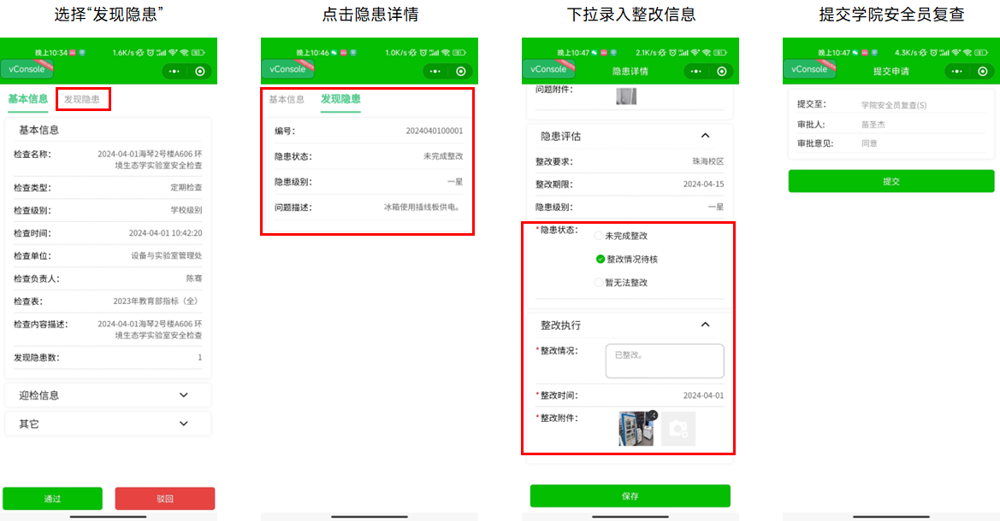 选择“发现隐患”
晚上10:34
1.6K/s
vConsole
基本信息
发现隐患
基本信息
检查名称:
2024-04-01海琴2号楼A606 环
境生态学实验室安全检查
检查类型:
定期检查
检查级别:
学校级别
检查时间:
2024-04-01 10:42:20
检查单位:
设备与实验室管理处
检查负责人:
陈骞
检查表:
2023年教育部指标（全）
检查内容描述:
2024-04-01海琴2号楼A606 环
境生态学实验室安全检查
发现隐患数:
1
迎检信息
其它
通过
驳回
点击隐患详情
晚上10:46
1.0K/s
vConsole
基本信息
发现隐患
编号:
2024040100001
隐患状态:
未完成整改
隐患级别:
一星
问题描述:
冰箱使用插线板供电。
下拉录入整改信息
晚上10:47
2.1K/s
vConsole
隐患详情
问题附件:
隐患评估
整改要求:
珠海校区
整改期限:
2024-04-15
隐患级别:
一星
*隐患状态:
未完成整改
整改情况待核
暂无法整改
整改执行
*整改情况:
已整改。
*整改时间:
2024-04-01
*整改附件:
保存
提交学院安全员复查
晚上10:47
4.3K/s
vConsole
提交申请
提交至:
学院安全员复查(S)
审批人:
苗圣杰
审批意见:
同意
提交